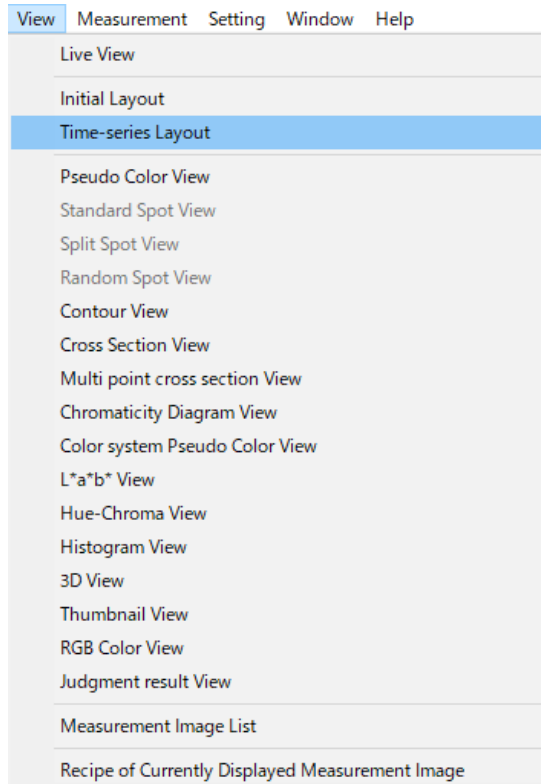 View Measurement Setting Window Help
Live View
Initial Layout
Time-series Layout
Pseudo Color View
Standard Spot View
Split Spot View
Random Spot View
Contour View
Cross Section View
Multi point cross section View
Chromaticity Diagram View
Color system Pseudo Color View
L*a*b* View
Hue-Chroma View
Histogram View
3D View
Thumbnail View
RGB Color View
Judgment result View
Measurement Image List
Recipe of Currently Displayed Measurement Image